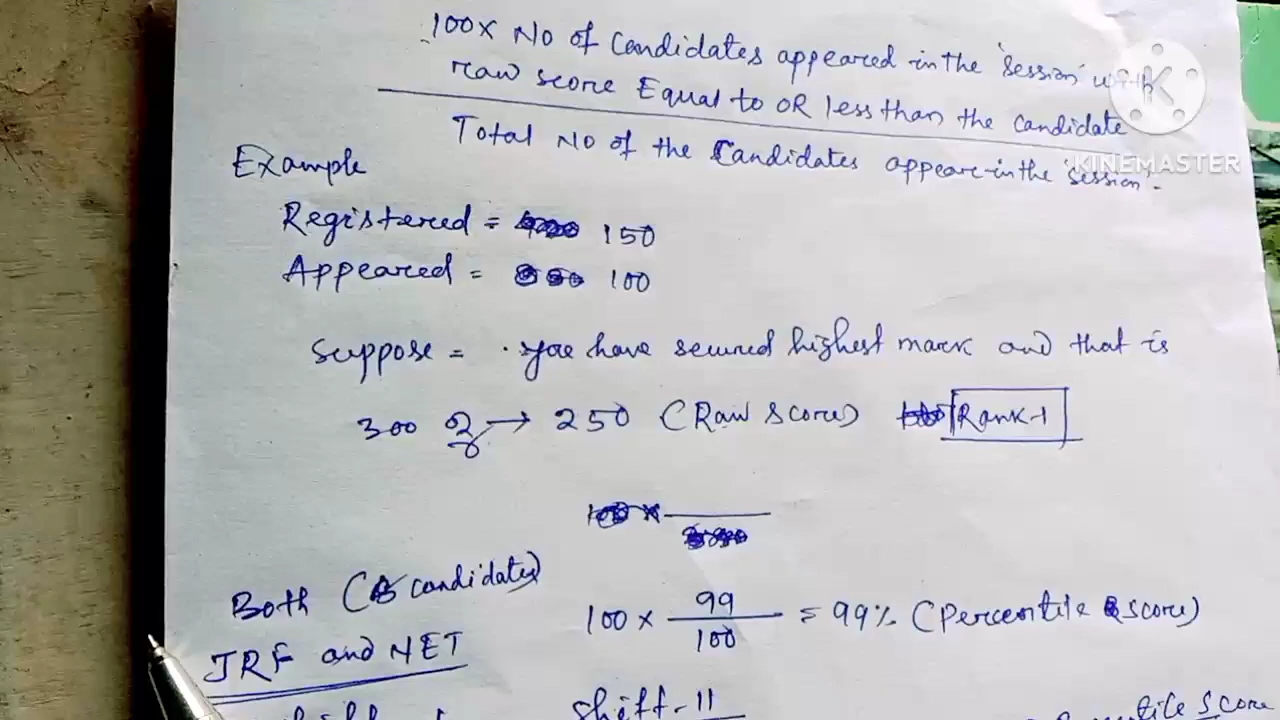 100x No of Candidates appeared in the 'session' with
raw score Equal to OR less than the Candidate
Total No of the Candidates appear in the 'session'.
KINEMASTER
Example
Registered = 150
Appeared = 100
Suppose = . you have secured highest mark and that is
300 250 (Raw score) Rank-1
100 x
Both ( candidates)
100 x 99/100 = 99% (Percentile score)
JRF and NET
shift-II
score